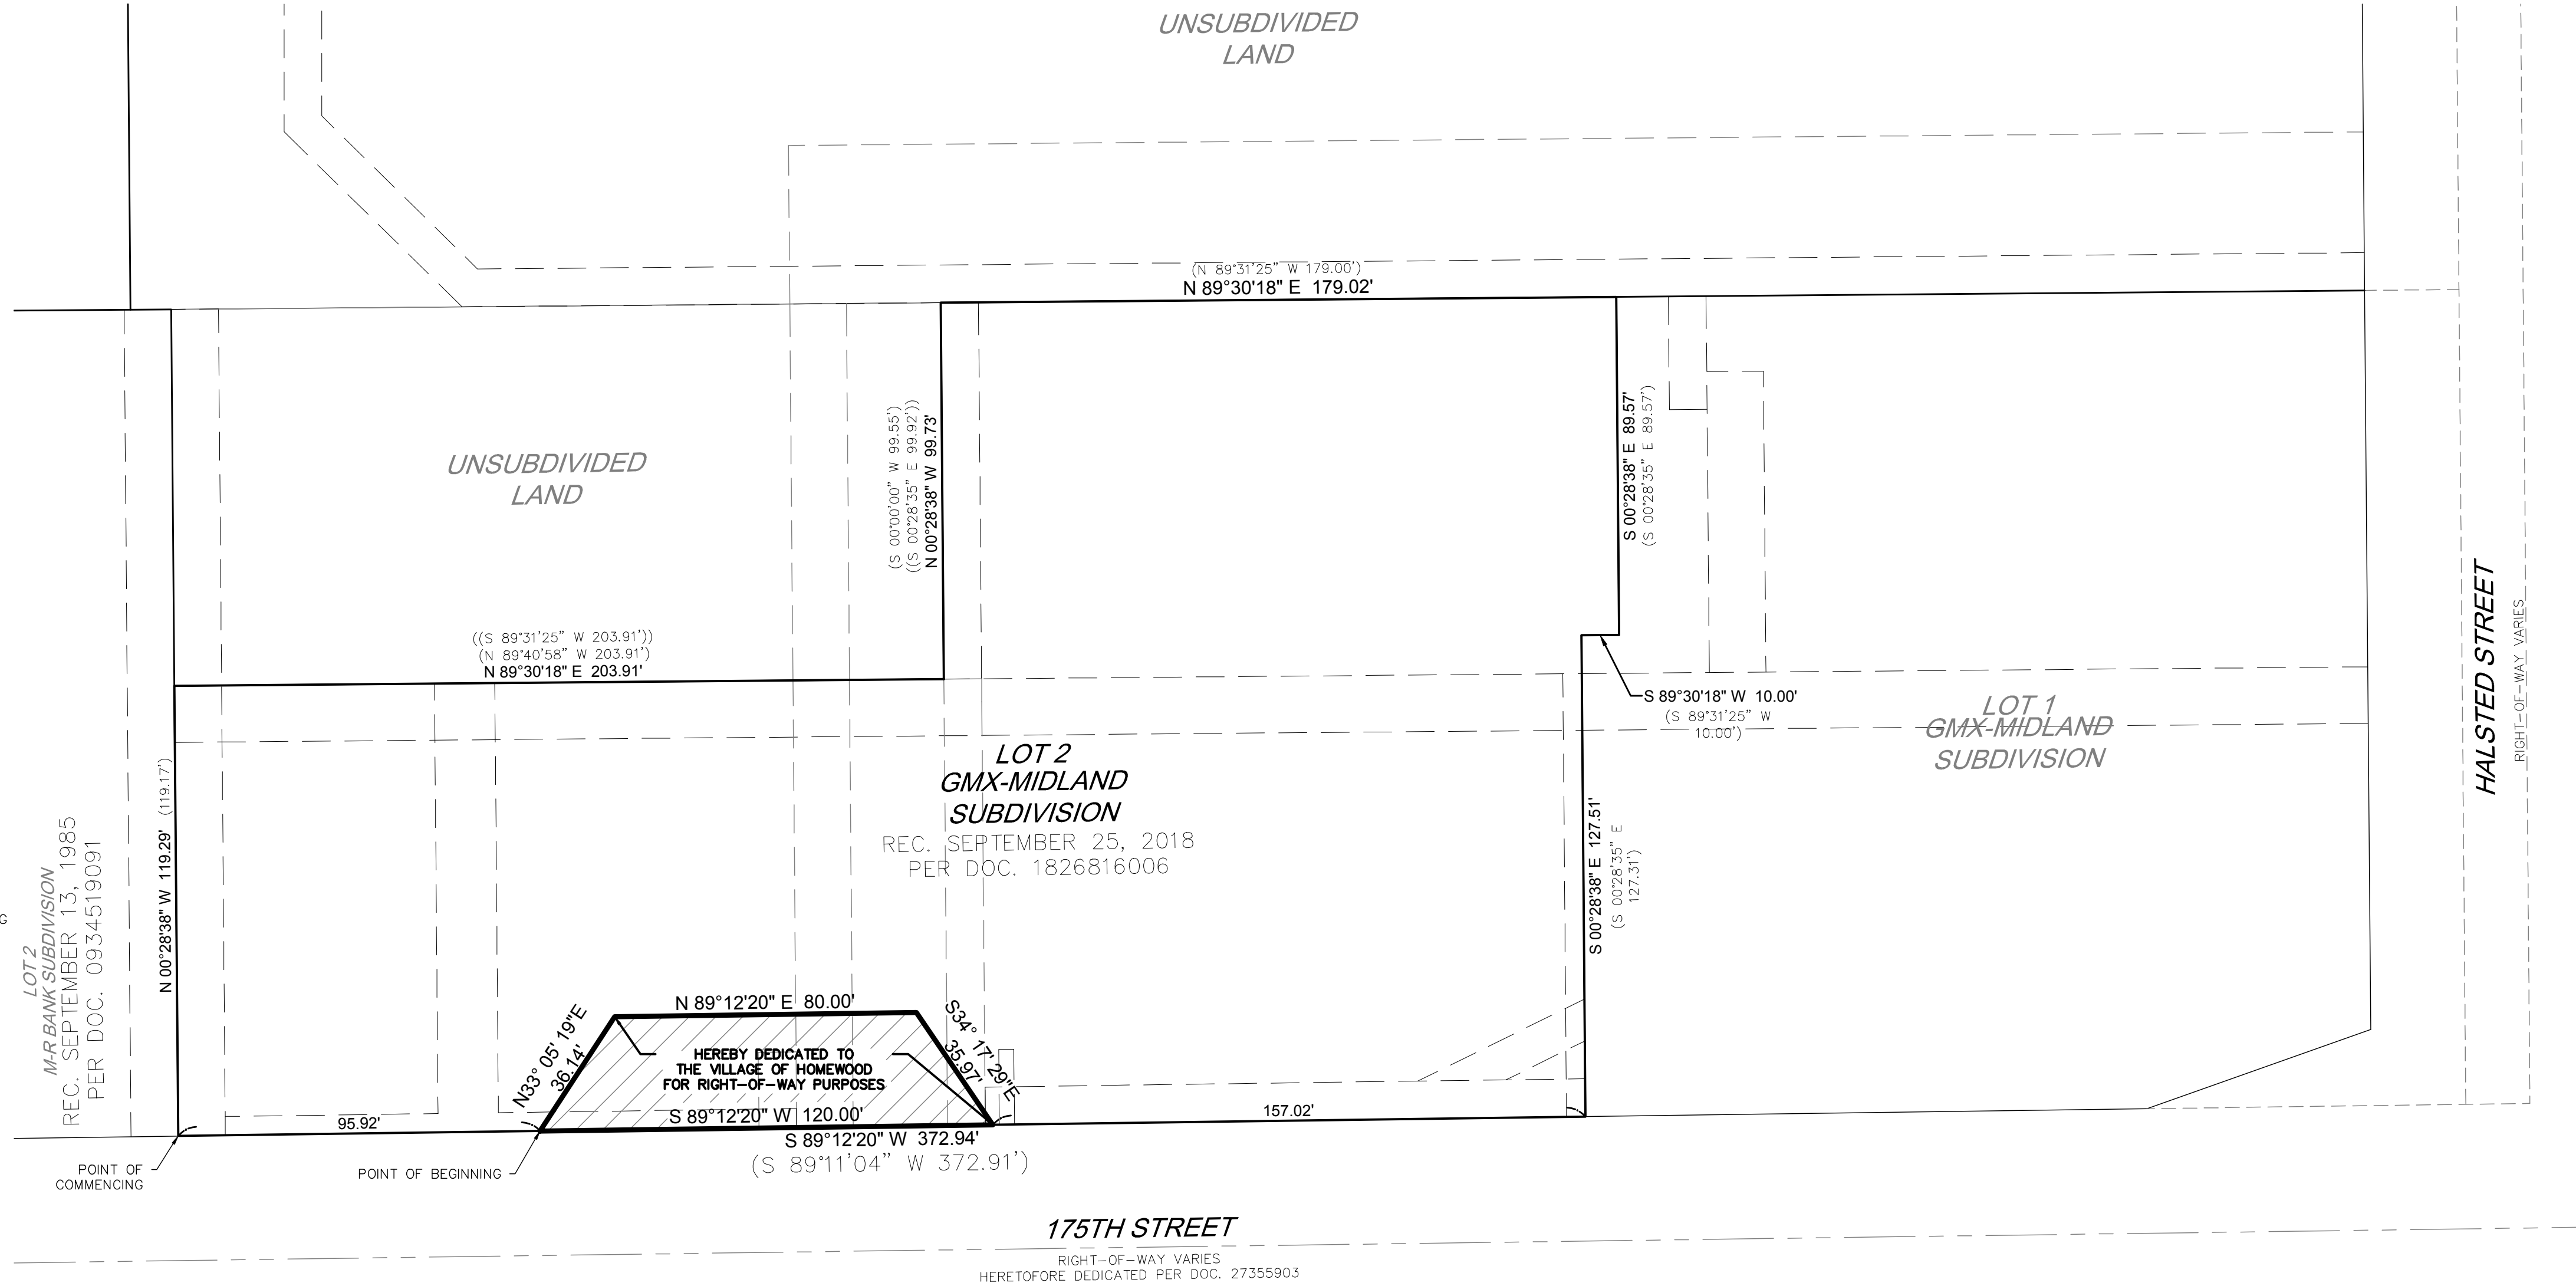 UNSUBDIVIDED
LAND
(N 89°31'25" W 179.00')
N 89°30'18" E 179.02'
UNSUBDIVIDED
LAND
(S 00°00'00" W 99.55')
((S 00°28'35" E 99.92'))
N 00°28'38" W 99.73'
S 00°28'38" E 89.57'
(S 00°28'35" E 89.57')
((S 89°31'25" W 203.91'))
(N 89°40'58" W 203.91')
N 89°30'18" E 203.91'
S 89°30'18" W 10.00'
(S 89°31'25" W
10.00')
LOT 1
GMX-MIDLAND
SUBDIVISION
HALSTED STREET
RIGHT-OF-WAY VARIES
LOT 2
GMX-MIDLAND
SUBDIVISION
REC. SEPTEMBER 25, 2018
PER DOC. 1826816006
N 00°28'38" W 119.29' (119.17')
S 00°28'38" E 127.51'
(S 00°28'35" E
127.31')
G
LOT 2
M-R BANK SUBDIVISION
REC. SEPTEMBER 13, 1985
PER DOC. 0934519091
N 89°12'20" E 80.00'
N33° 05' 19"E
36.14'
S34° 17' 29"E
35.97'
HEREBY DEDICATED TO
THE VILLAGE OF HOMEWOOD
FOR RIGHT-OF-WAY PURPOSES
S 89°12'20" W 120.00'
95.92'
157.02'
S 89°12'20" W 372.94'
(S 89°11'04" W 372.91')
POINT OF
COMMENCING
POINT OF BEGINNING
175TH STREET
RIGHT-OF-WAY VARIES
HERETOFORE DEDICATED PER DOC. 27355903